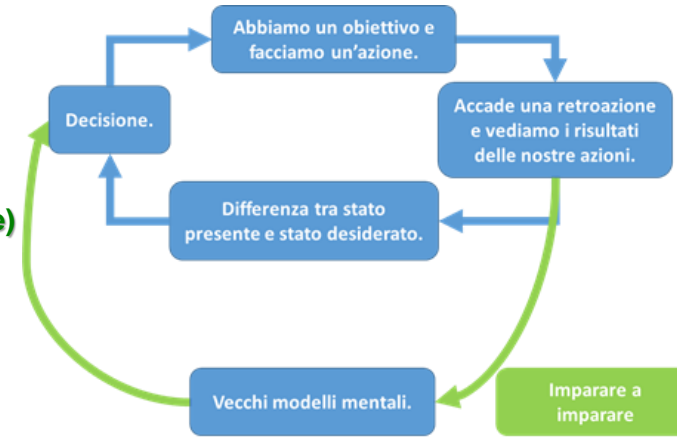 Abbiamo un obiettivo e
facciamo un'azione.
Decisione.
Accade una retroazione
e vediamo i risultati
delle nostre azioni.
Differenza tra stato
presente e stato desiderato.
e)
Vecchi modelli mentali.
Imparare a
imparare